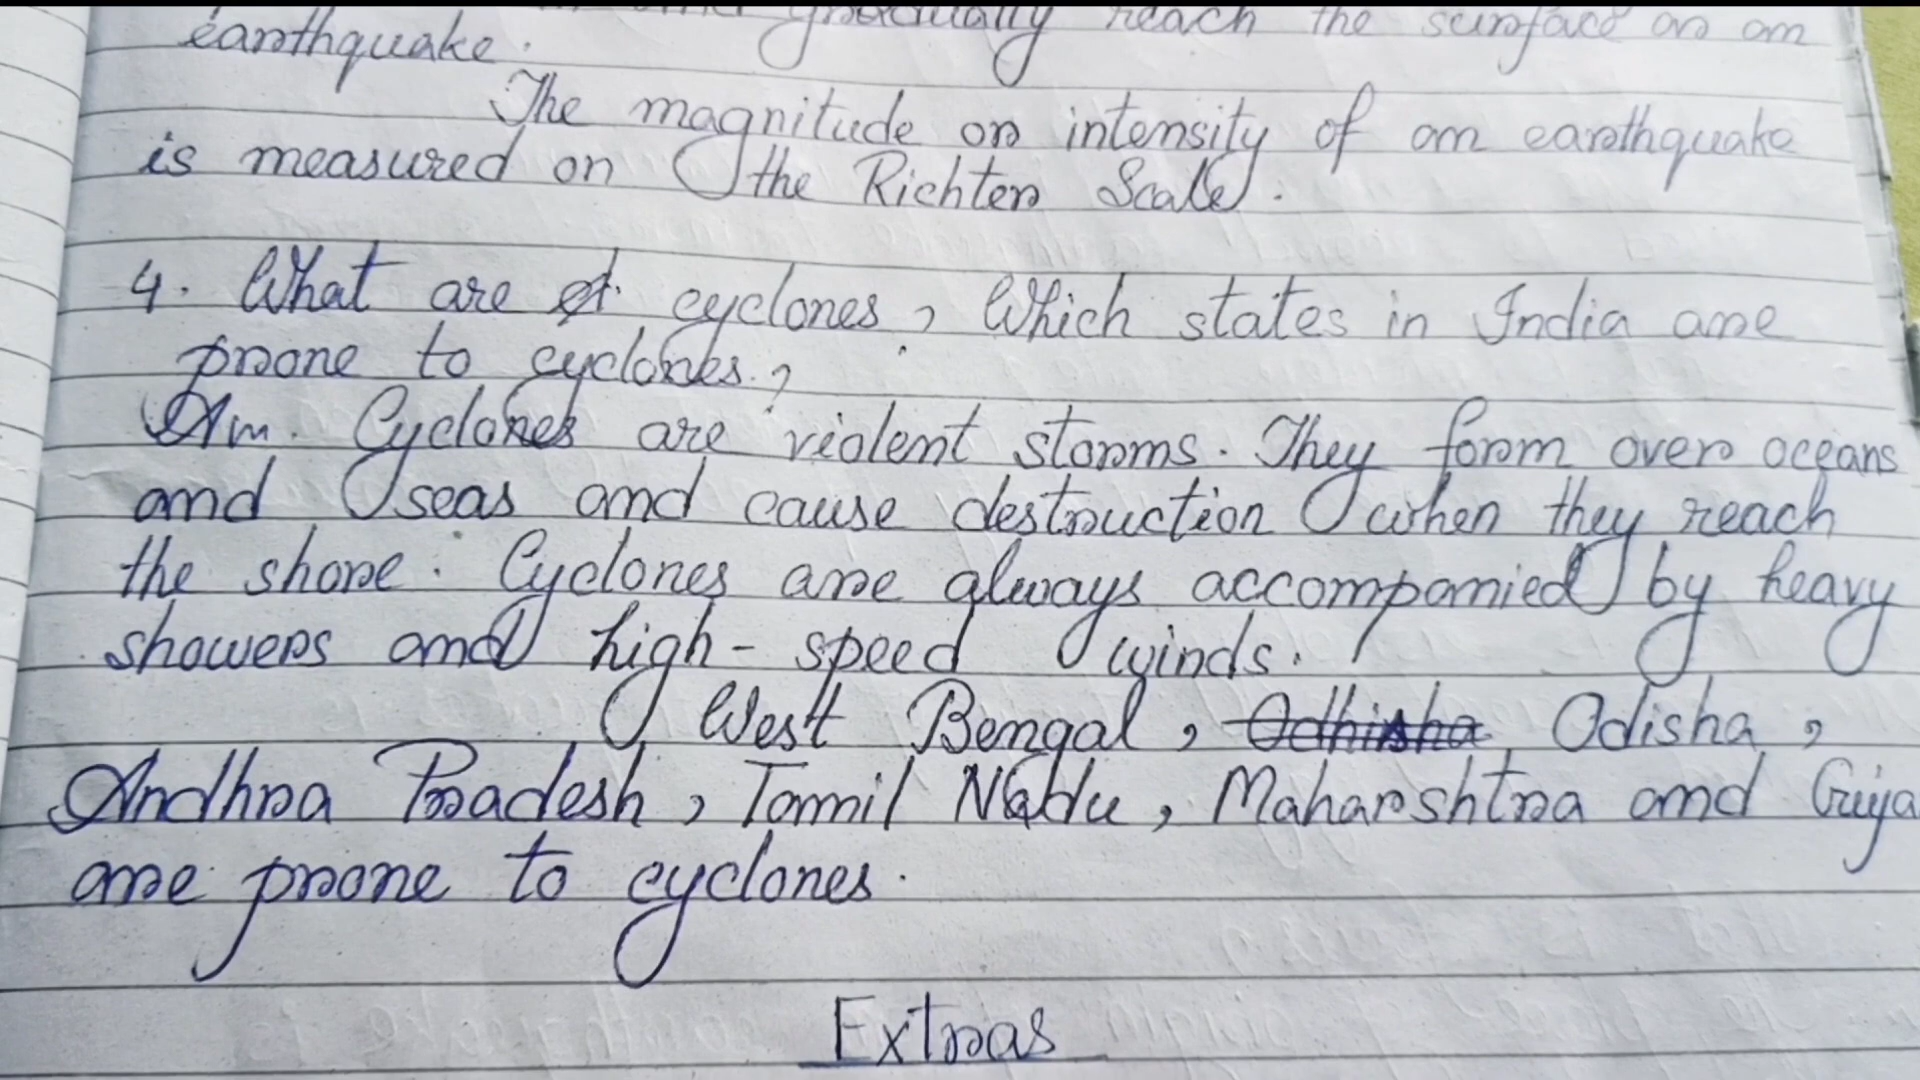 gradually reach the surface as an
earthquake.
The magnitude or intensity of an earthquake
is measured on the Richter Scale.
4. What are cyclones, Which states in India are
prone to cyclones?
Ans. Cyclones are violent storms. They form over oceans
and seas and cause destruction when they reach
the shore. Cyclones are always accompanied by heavy
showers and high-speed winds.
West Bengal, Odhisha Odisha,
Andhra Pradesh, Tamil Nadu, Maharshtra and Guja
are prone to cyclones.
Extras